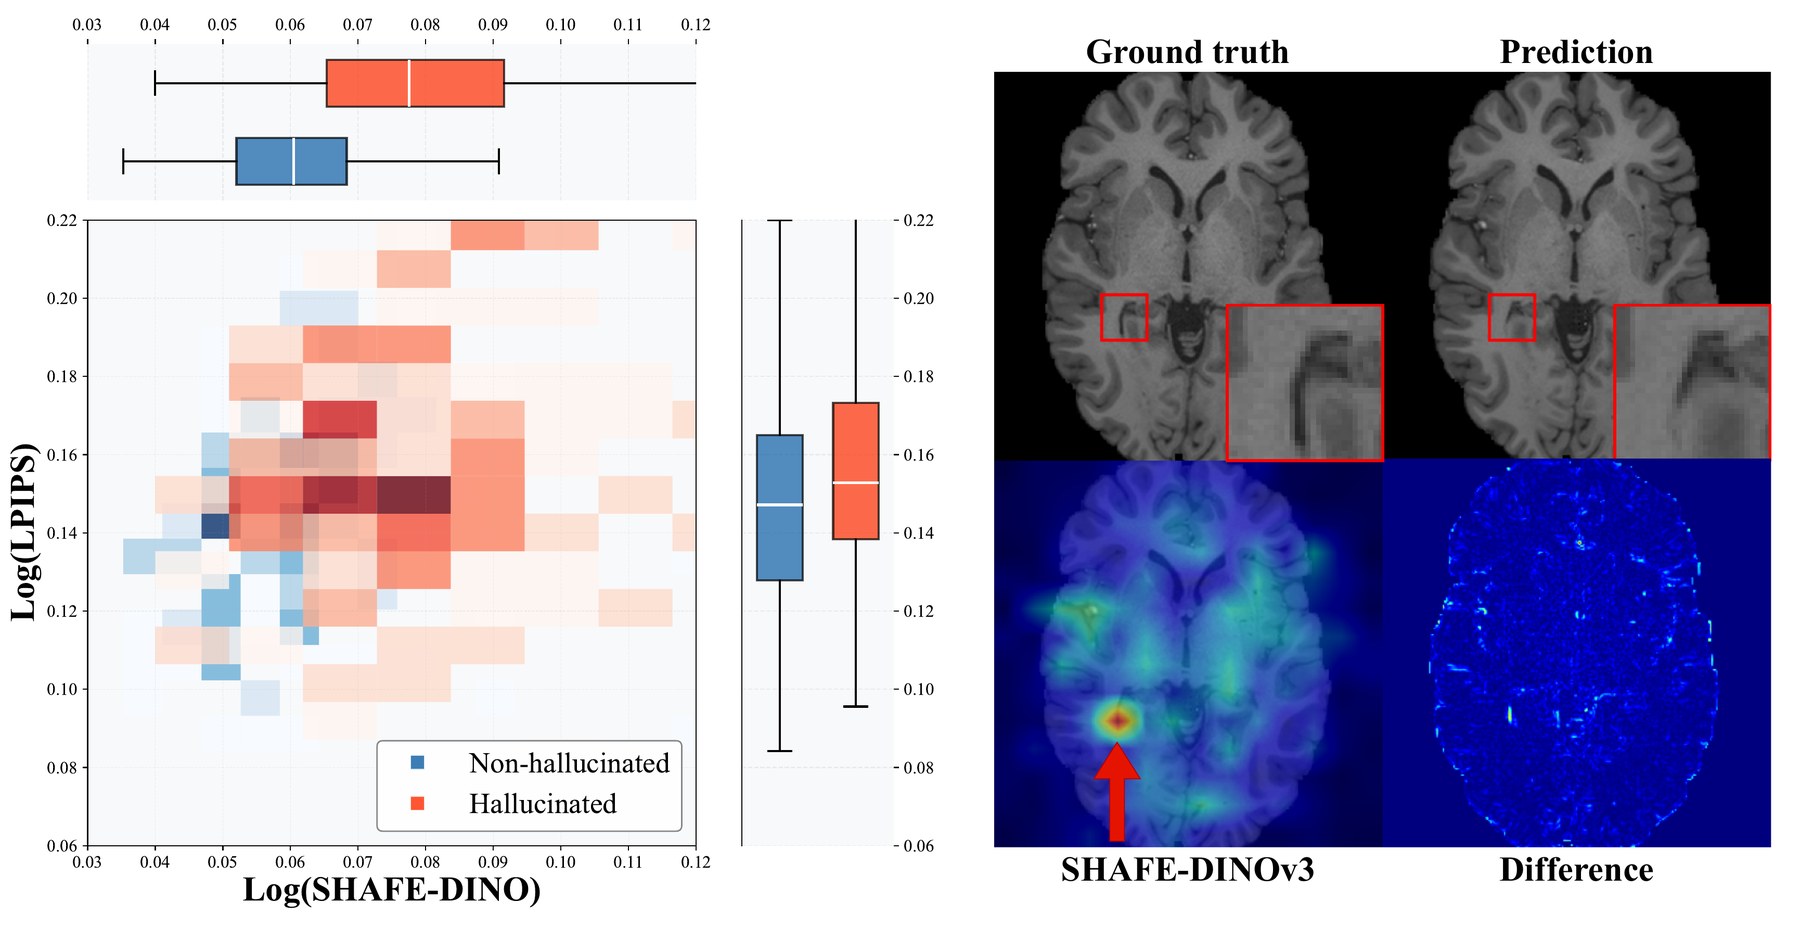 0.03 0.04 0.05 0.06 0.07 0.08 0.09 0.10 0.11 0.12
Ground truth Prediction
0.22 0.22
0.20 0.20
0.18 0.18
0.16 0.16
0.14 0.14
0.12 0.12
0.10 0.10
0.08 0.08
0.06 0.06
Log(LPIPS)
Non-hallucinated
Hallucinated
0.03 0.04 0.05 0.06 0.07 0.08 0.09 0.10 0.11 0.12
Log(SHAFE-DINO)
SHAFE-DINOv3 Difference